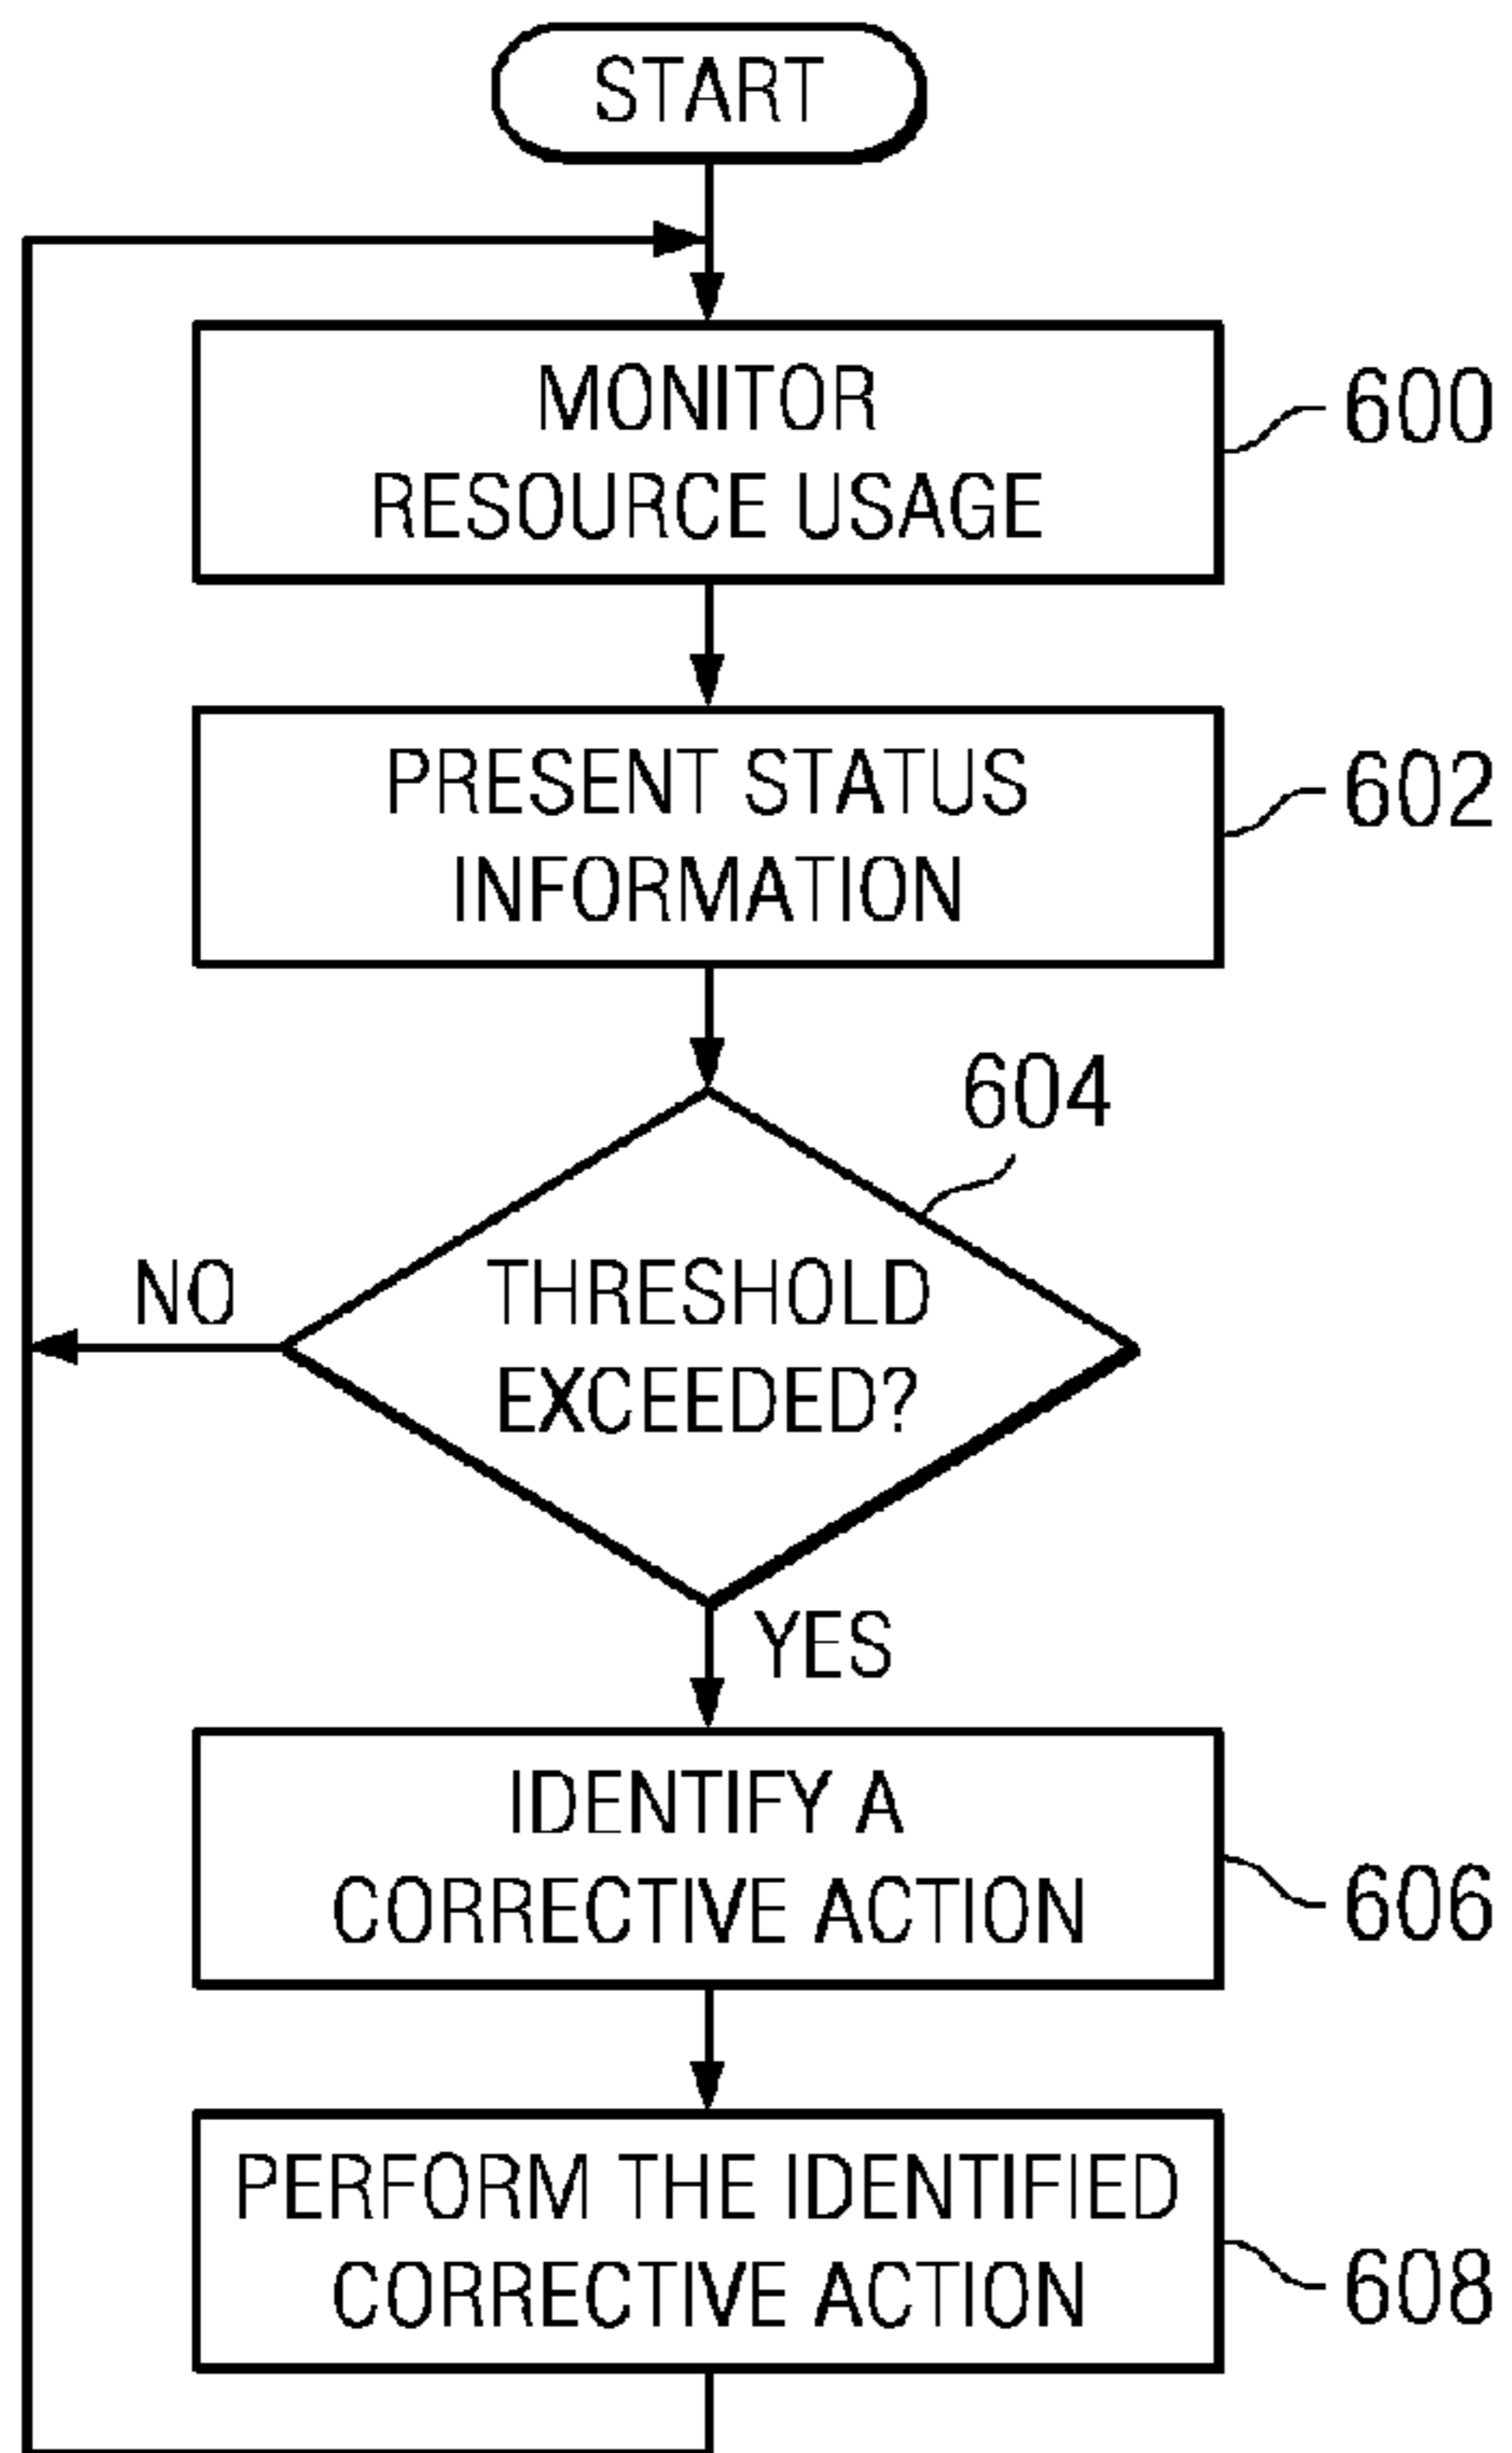 START
MONITOR
RESOURCE USAGE
600
PRESENT STATUS
INFORMATION
602
604
THRESHOLD
EXCEEDED?
NO
YES
IDENTIFY A
CORRECTIVE ACTION
606
PERFORM THE IDENTIFIED
CORRECTIVE ACTION
608